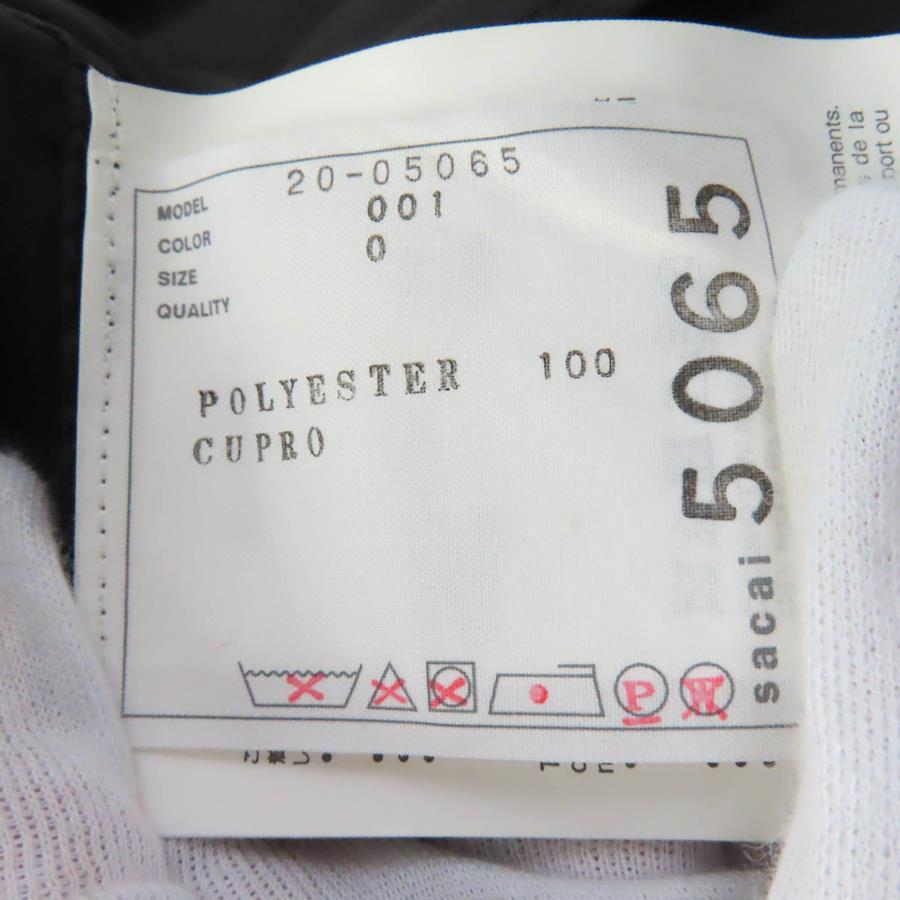 MODEL 20-05065
COLOR 001
SIZE 0
QUALITY
POLYESTER 100
CUPRO
P W
sacai 5065
manents.
de la
port ou